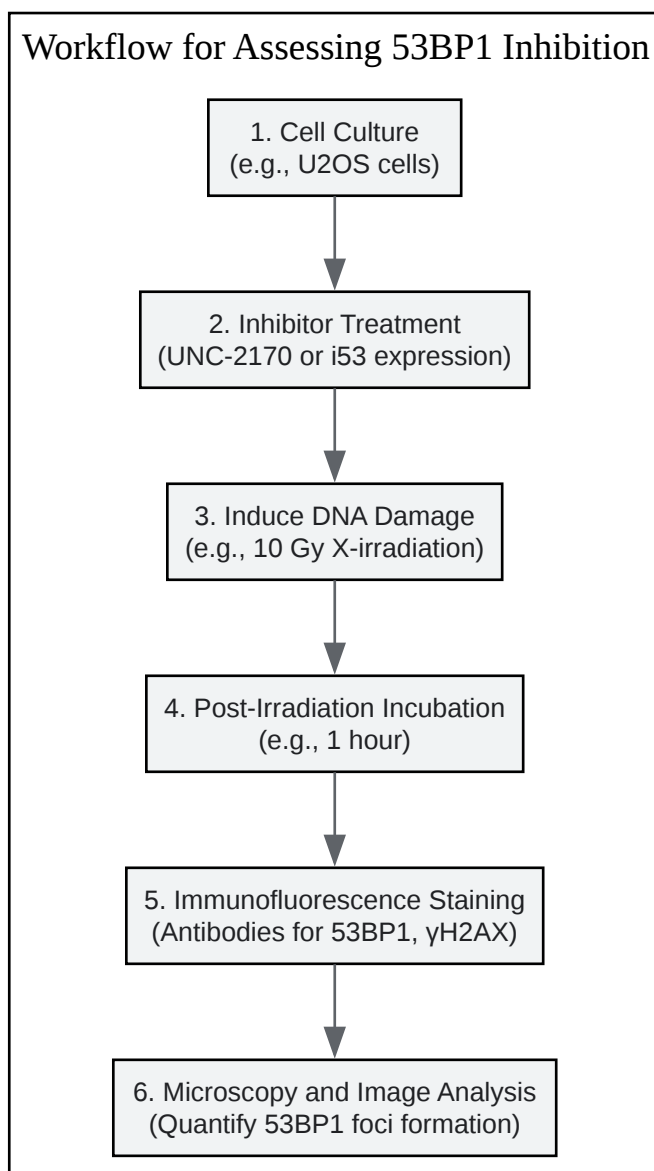 Workflow for Assessing 53BP1 Inhibition
1. Cell Culture
(e.g., U2OS cells)
2. Inhibitor Treatment
(UNC-2170 or i53 expression)
3. Induce DNA Damage
(e.g., 10 Gy X-irradiation)
4. Post-Irradiation Incubation
(e.g., 1 hour)
5. Immunofluorescence Staining
(Antibodies for 53BP1, γH2AX)
6. Microscopy and Image Analysis
(Quantify 53BP1 foci formation)